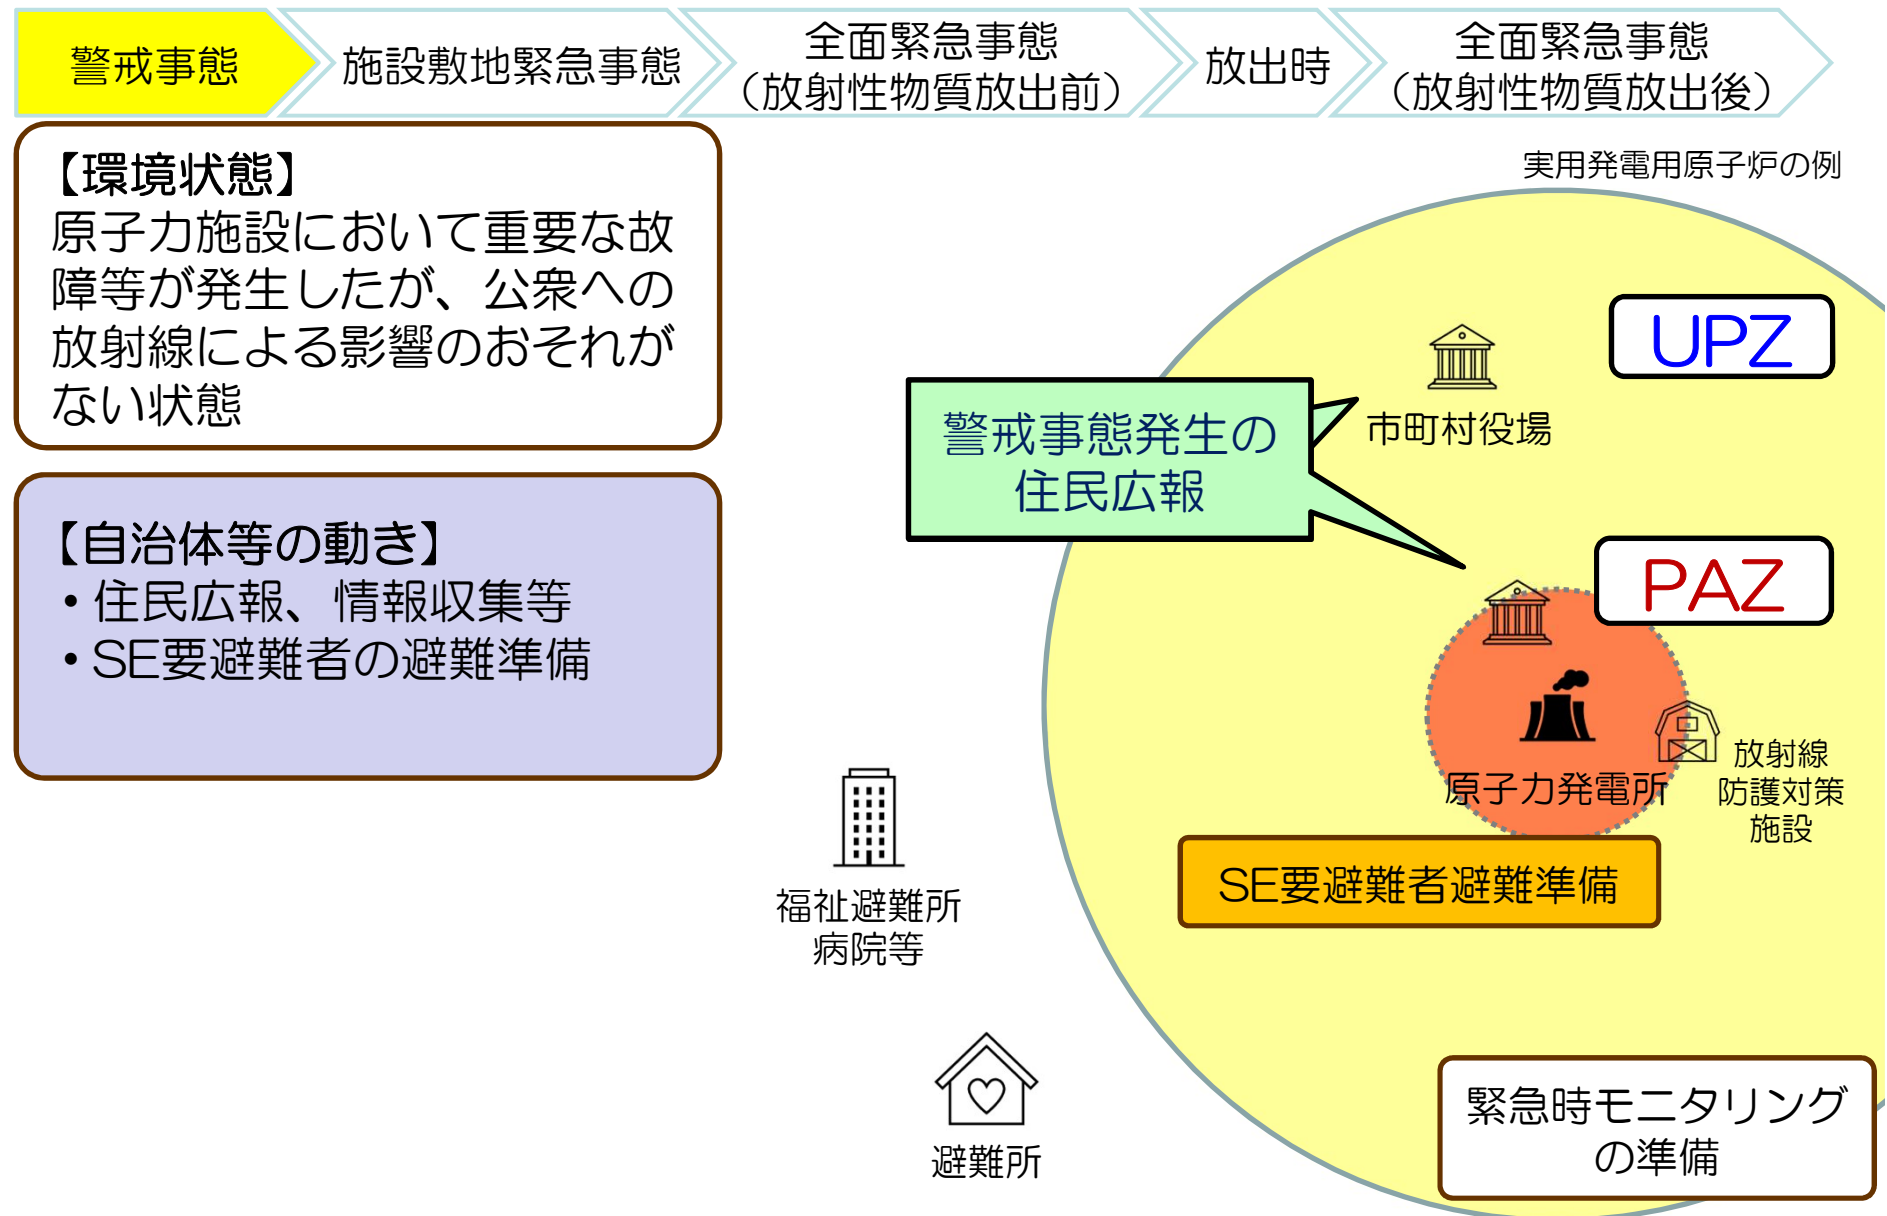 警戒事態
施設敷地緊急事態
全面緊急事態
（放射性物質放出前）
放出時
全面緊急事態
（放射性物質放出後）
【環境状態】
原子力施設において重要な故
障等が発生したが、公衆への
放射線による影響のおそれが
ない状態
【自治体等の動き】
・住民広報、情報収集等
・SE要避難者の避難準備
実用発電用原子炉の例
UPZ
市町村役場
警戒事態発生の
住民広報
PAZ
原子力発電所
放射線
防護対策
施設
SE要避難者避難準備
福祉避難所
病院等
避難所
緊急時モニタリング
の準備